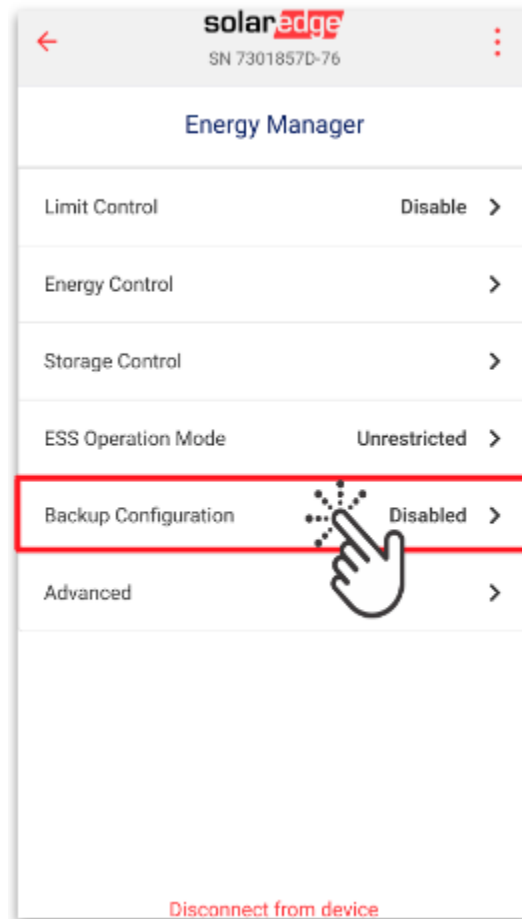 solaredge
SN 7301857D-76
Energy Manager
Limit Control Disable
Energy Control
Storage Control
ESS Operation Mode Unrestricted
Backup Configuration Disabled
Advanced
Disconnect from device